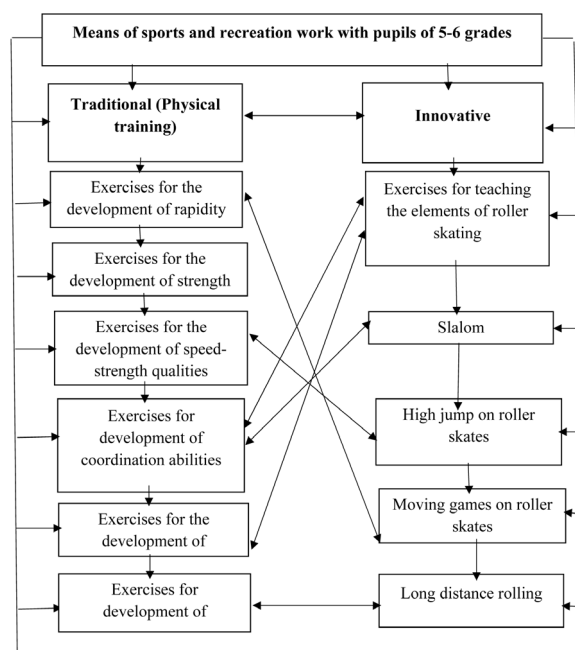 Means of sports and recreation work with pupils of 5-6 grades
Traditional (Physical
training)
Innovative
Exercises for the
development of rapidity
Exercises for teaching
the elements of roller
skating
Exercises for the
development of strength
Slalom
Exercises for the
development of speed-
strength qualities
High jump on roller
skates
Exercises for
development of
coordination abilities
Moving games on roller
skates
Exercises for the
development of
Exercises for
development of
Long distance rolling